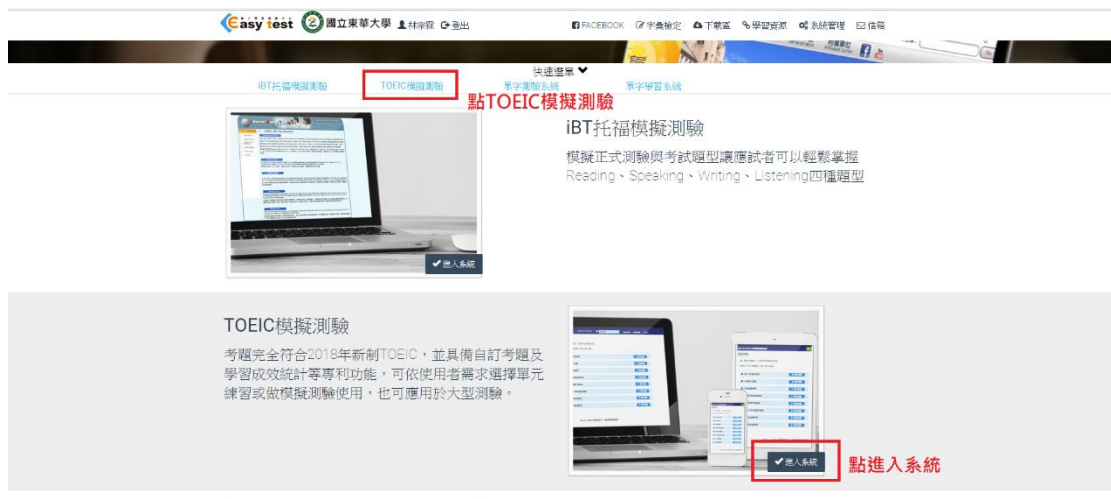 Easy test 國立東華大學 林宗霖 登出 FACEBOOK 字彙檢定 下載區 學習資源 系統管理 信箱
快速選單
iBT托福模擬測驗 TOEIC模擬測驗 單字測驗系統 單字學習系統
點TOEIC模擬測驗
iBT托福模擬測驗
模擬正式測驗與考試題型讓應試者可以輕鬆掌握
Reading、Speaking、Writing、Listening四種題型
進入系統
TOEIC模擬測驗
考題完全符合2018年新制TOEIC,並具備自訂考題及
學習成效統計等專利功能,可依使用者需求選擇單元
練習或做模擬測驗使用,也可應用於大型測驗。
進入系統
點進入系統